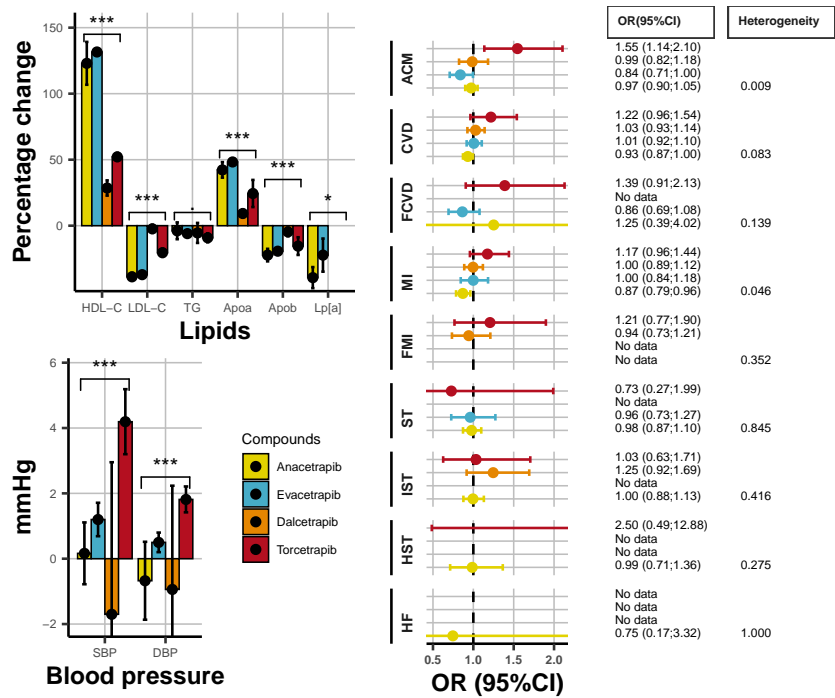 Percentage change
150
100
50
0
***
***
.
***
***
*
HDL−C LDL−C TG Apoa Apob Lp[a]
Lipids
mmHg
6
4
2
0
−2
***
***
SBP DBP
Blood pressure
Compounds
Anacetrapib
Evacetrapib
Dalcetrapib
Torcetrapib
OR(95%CI) Heterogeneity
ACM
1.55 (1.14;2.10)
0.99 (0.82;1.18)
0.84 (0.71;1.00)
0.97 (0.90;1.05) 0.009
CVD
1.22 (0.96;1.54)
1.03 (0.93;1.14)
1.01 (0.92;1.10)
0.93 (0.87;1.00) 0.083
FCVD
1.39 (0.91;2.13)
No data
0.86 (0.69;1.08)
1.25 (0.39;4.02) 0.139
MI
1.17 (0.96;1.44)
1.00 (0.89;1.12)
1.00 (0.84;1.18)
0.87 (0.79;0.96) 0.046
FMI
1.21 (0.77;1.90)
0.94 (0.73;1.21)
No data
No data 0.352
ST
0.73 (0.27;1.99)
No data
0.96 (0.73;1.27)
0.98 (0.87;1.10) 0.845
IST
1.03 (0.63;1.71)
1.25 (0.92;1.69)
No data
1.00 (0.88;1.13) 0.416
HST
2.50 (0.49;12.88)
No data
No data
0.99 (0.71;1.36) 0.275
HF
No data
No data
No data
0.75 (0.17;3.32) 1.000
0.5 1.0 1.5 2.0
OR (95%CI)